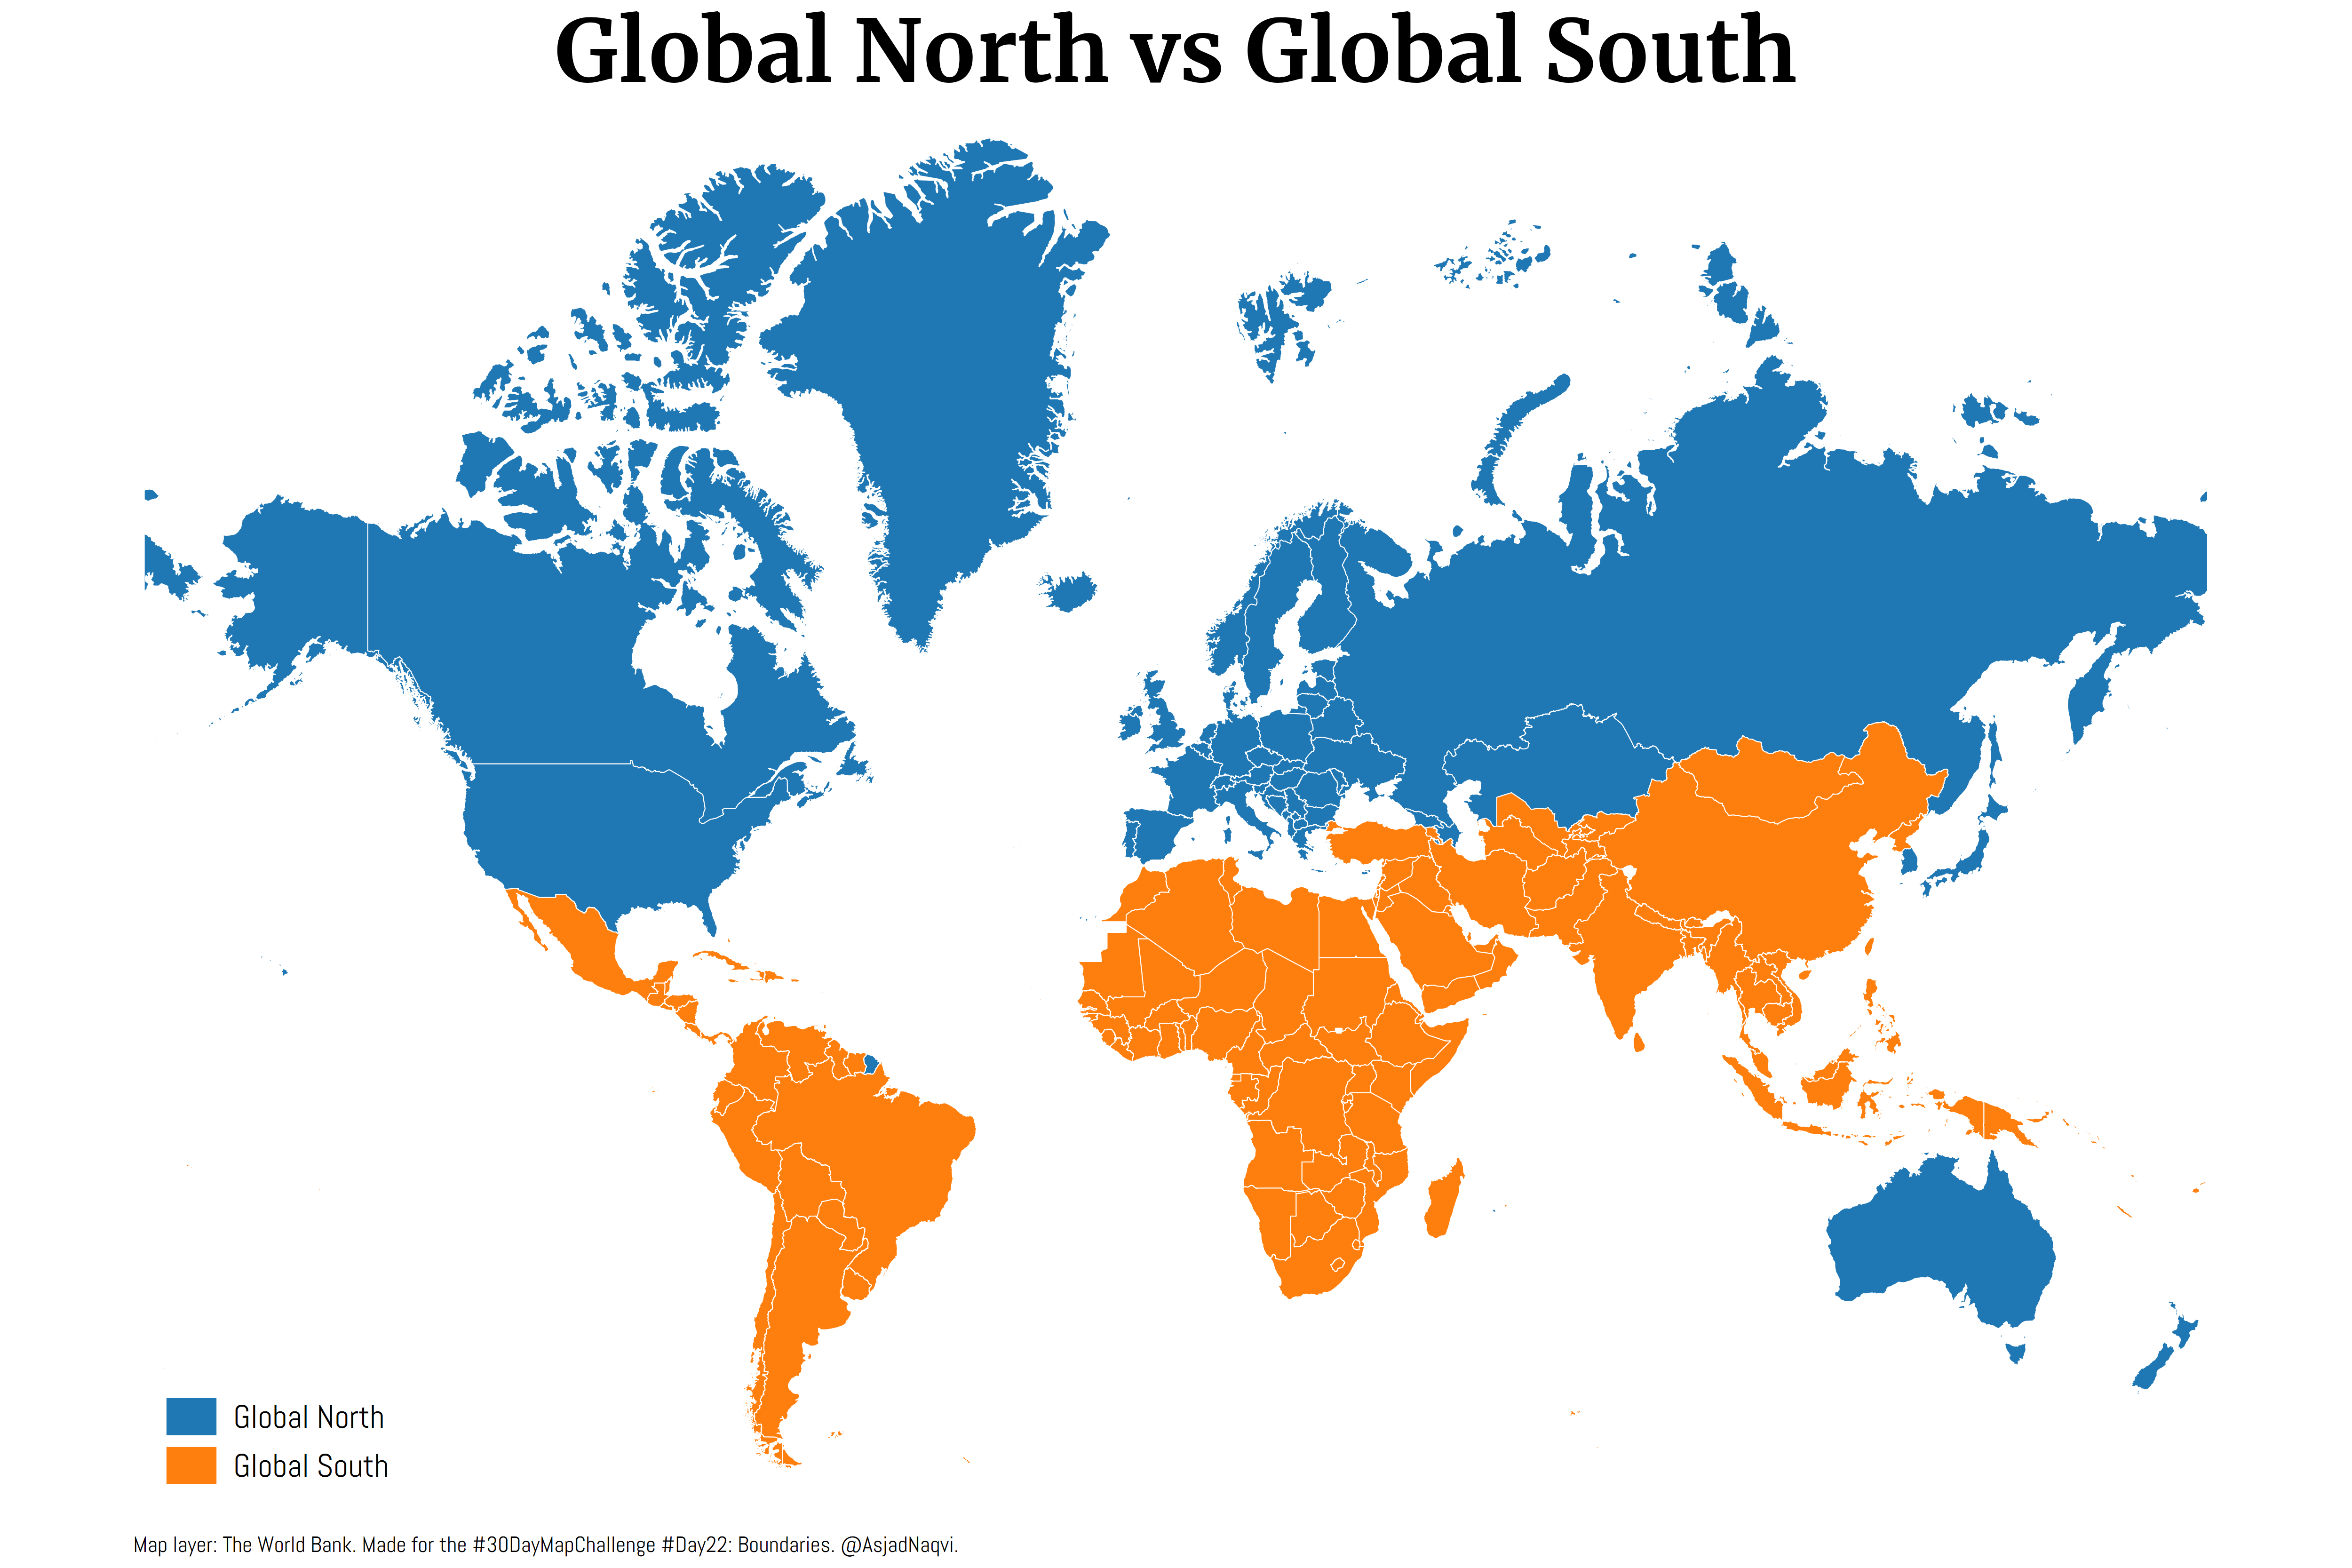 Global North vs Global South
Global North
Global South
Map layer: The World Bank. Made for the #30DayMapChallenge #Day22: Boundaries. @AsjadNaqvi.